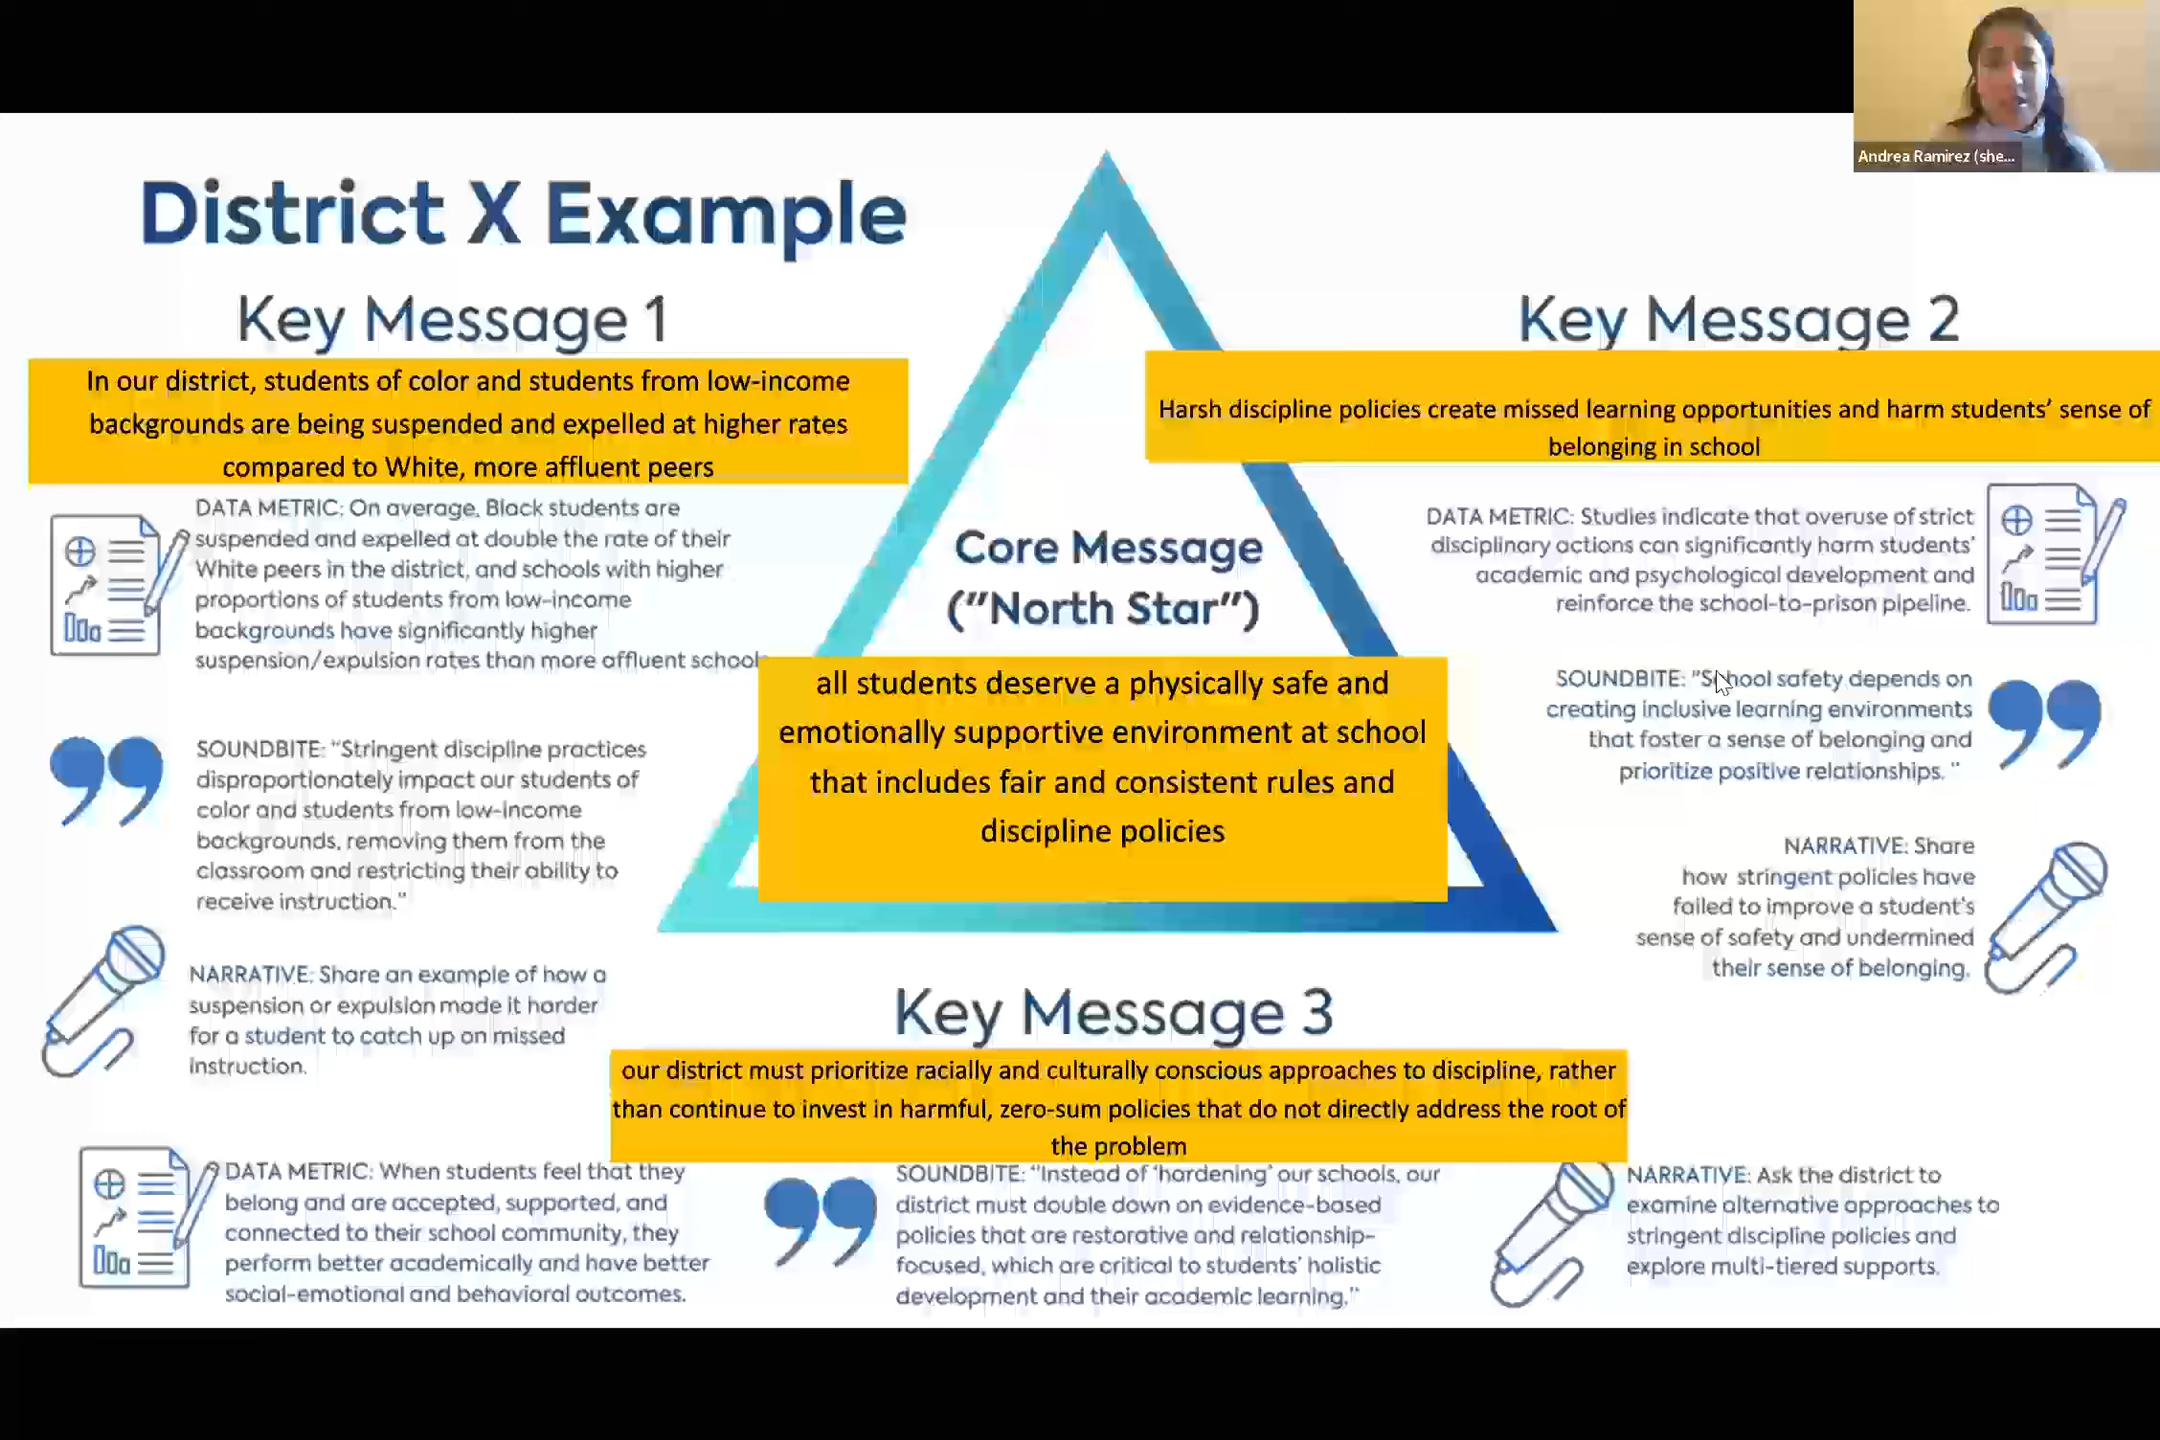 Andrea Ramirez (she...
District X Example
Key Message 1
In our district, students of color and students from low-income
backgrounds are being suspended and expelled at higher rates
compared to White, more affluent peers
DATA METRIC: On average, Black students are
suspended and expelled at double the rate of their
White peers in the district, and schools with higher
proportions of students from low-income
backgrounds have significantly higher
suspension/expulsion rates than more affluent school
SOUNDBITE: "Stringent discipline practices
disproportionately impact our students of
color and students from low-income
backgrounds, removing them from the
classroom and restricting their ability to
receive instruction."
NARRATIVE: Share an example of how a
suspension or expulsion made it harder
for a student to catch up on missed
instruction.
Core Message
("North Star")
all students deserve a physically safe and
emotionally supportive environment at school
that includes fair and consistent rules and
discipline policies
Key Message 2
Harsh discipline policies create missed learning opportunities and harm students' sense of
belonging in school
DATA METRIC: Studies indicate that overuse of strict
disciplinary actions can significantly harm students'
academic and psychological development and
reinforce the school-to-prison pipeline.
SOUNDBITE: "School safety depends on
creating inclusive learning environments
that foster a sense of belonging and
prioritize positive relationships. "
NARRATIVE: Share
how stringent policies have
failed to improve a student's
sense of safety and undermined
their sense of belonging.
Key Message 3
our district must prioritize racially and culturally conscious approaches to discipline, rather
than continue to invest in harmful, zero-sum policies that do not directly address the root of
the problem
DATA METRIC: When students feel that they
belong and are accepted, supported, and
connected to their school community, they
perform better academically and have better
social-emotional and behavioral outcomes.
SOUNDBITE: "Instead of 'hardening' our schools, our
district must double down on evidence-based
policies that are restorative and relationship-
focused, which are critical to students' holistic
development and their academic learning."
NARRATIVE: Ask the district to
examine alternative approaches to
stringent discipline policies and
explore multi-tiered supports.